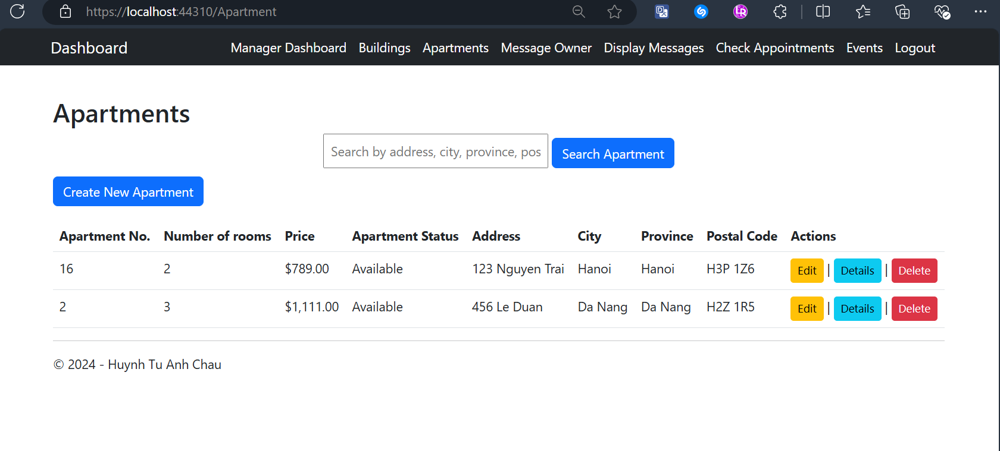 https://localhost:44310/Apartment
Dashboard Manager Dashboard Buildings Apartments Message Owner Display Messages Check Appointments Events Logout
Apartments
Search by address, city, province, pos Search Apartment
Create New Apartment
Apartment No. Number of rooms Price Apartment Status Address City Province Postal Code Actions
16 2 $789.00 Available 123 Nguyen Trai Hanoi Hanoi H3P 1Z6 Edit | Details | Delete
2 3 $1,111.00 Available 456 Le Duan Da Nang Da Nang H2Z 1R5 Edit | Details | Delete
© 2024 - Huynh Tu Anh Chau